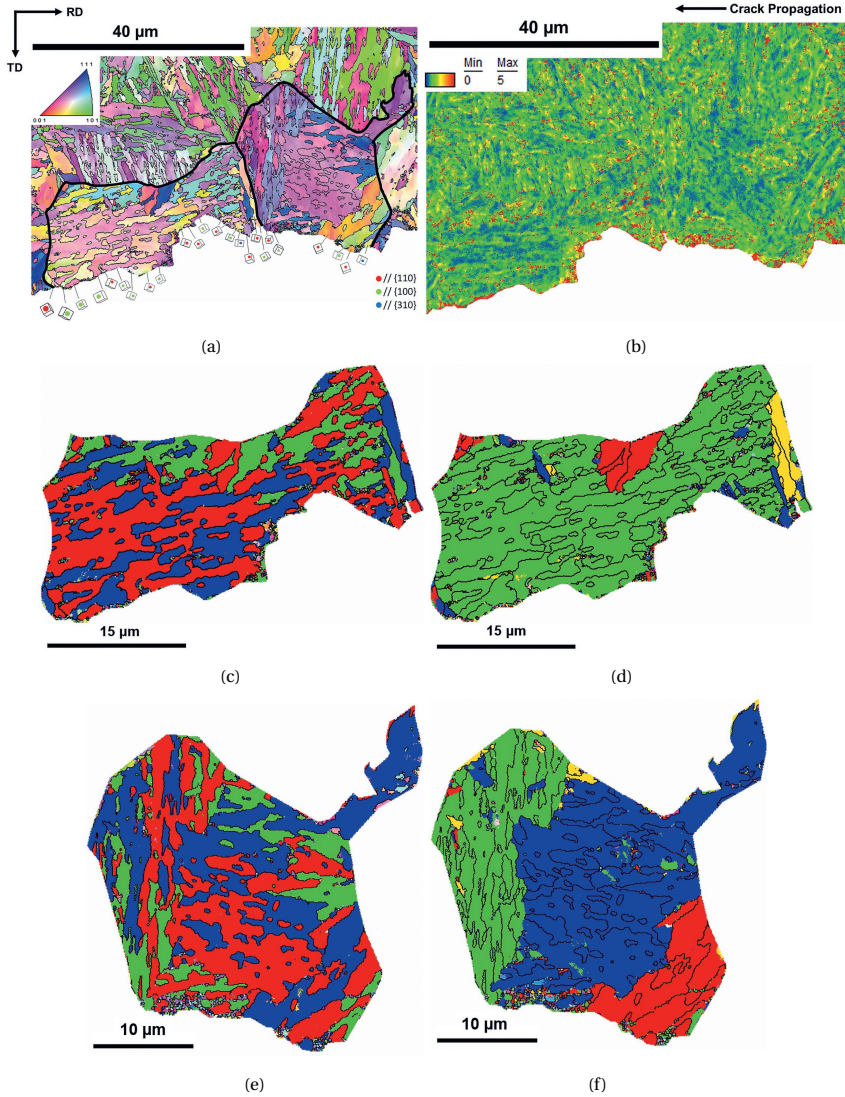 RD
TD
40 µm
111
001
101
// {110}
// {100}
// {310}
(a)
Crack Propagation
40 µm
Min Max
0 5
(b)
15 µm
(c)
15 µm
(d)
10 µm
(e)
10 µm
(f)